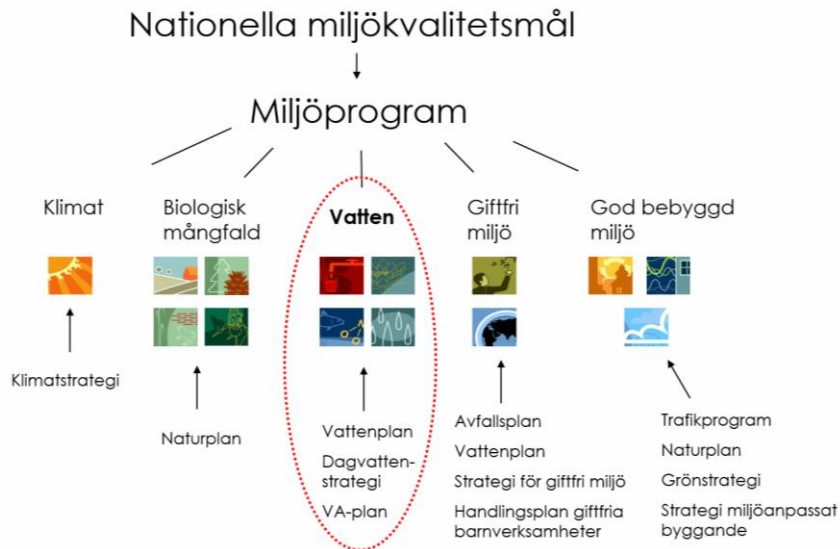 Nationella miljökvalitetsmål
Miljöprogram
Klimat
Biologisk
mångfald
Vatten
Giftfri
miljö
God bebyggd
miljö
Klimatstrategi
Naturplan
Vattenplan
Dagvatten-
strategi
VA-plan
Avfallsplan
Vattenplan
Strategi för giftfri miljö
Handlingsplan giftfria
barnverksamheter
Trafikprogram
Naturplan
Grönstrategi
Strategi miljöanpassat
byggande